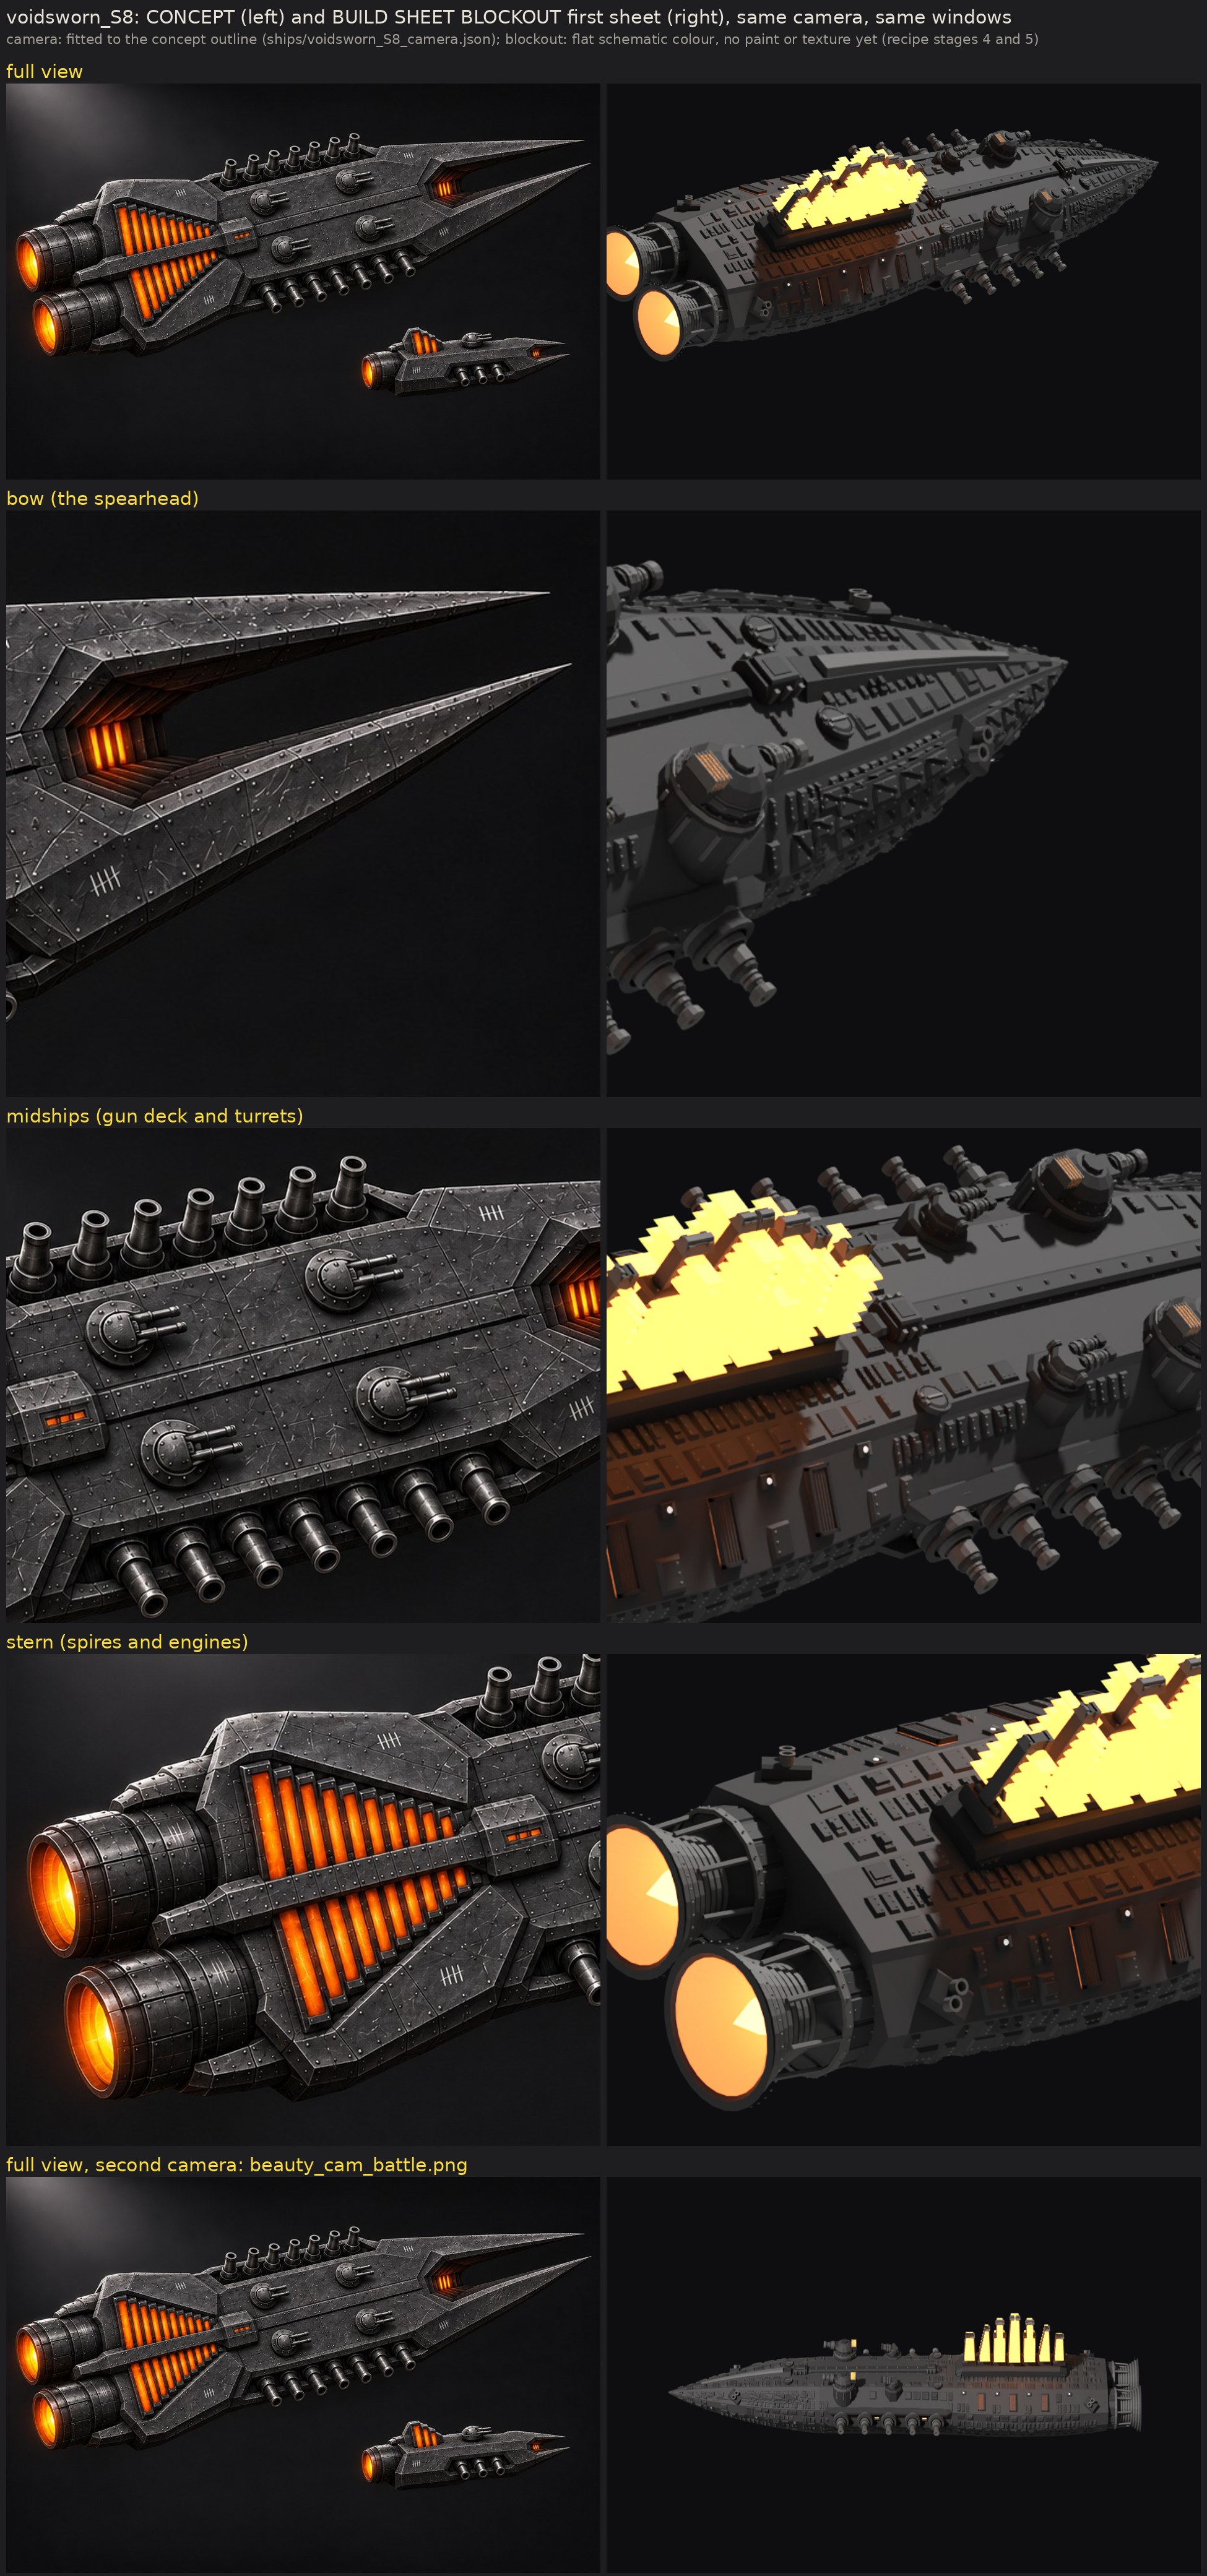 voidsworn_S8: CONCEPT (left) and BUILD SHEET BLOCKOUT first sheet (right), same camera, same windows
camera: fitted to the concept outline (ships/voidsworn_S8_camera.json); blockout: flat schematic colour, no paint or texture yet (recipe stages 4 and 5)
full view
bow (the spearhead)
midships (gun deck and turrets)
stern (spires and engines)
full view, second camera: beauty_cam_battle.png